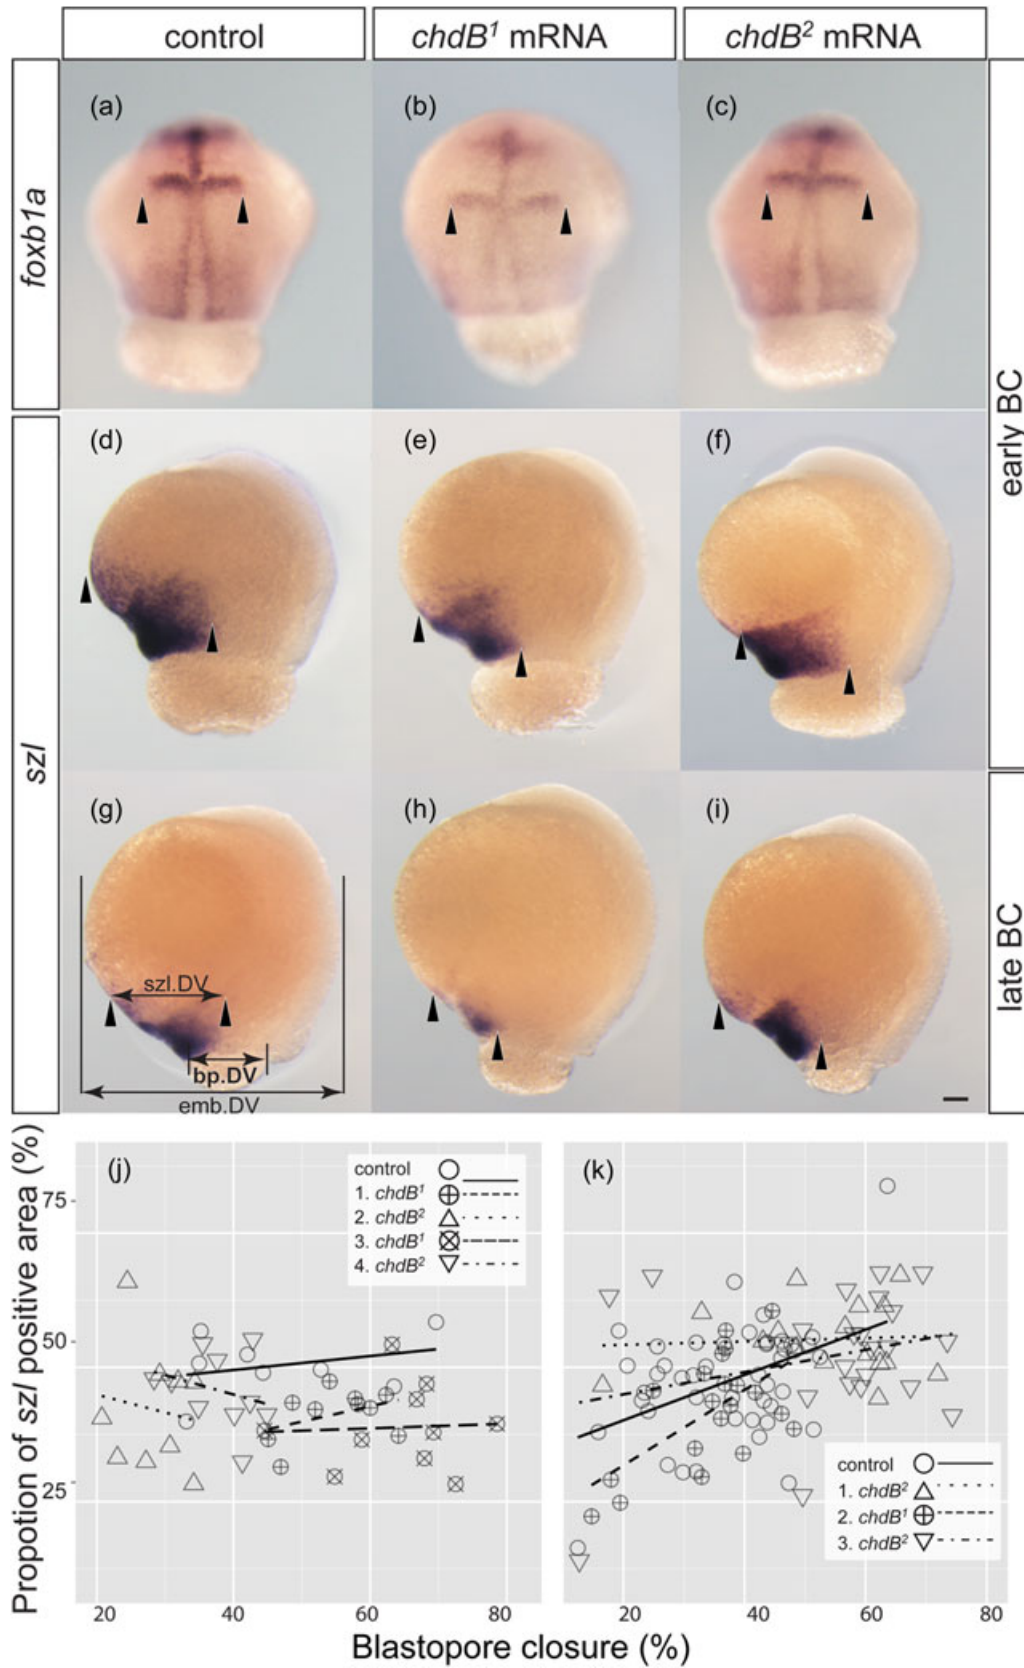 control
chdB¹ mRNA
chdB² mRNA
foxb1a
(a)
(b)
(c)
early BC
szl
(d)
(e)
(f)
(g)
(h)
(i)
late BC
szl.DV
bp.DV
emb.DV
Propotion of szl positive area (%)
(j)
75
50
25
control
1. chdB¹
2. chdB²
3. chdB¹
4. chdB²
20 40 60 80
(k)
control
1. chdB²
2. chdB¹
3. chdB²
20 40 60 80
Blastopore closure (%)